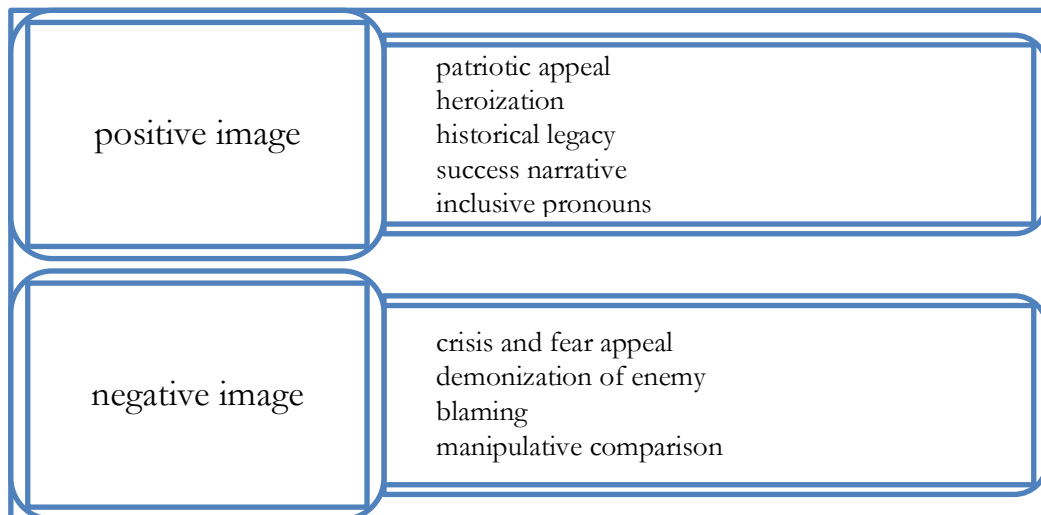 positive image
patriotic appeal
heroization
historical legacy
success narrative
inclusive pronouns
negative image
crisis and fear appeal
demonization of enemy
blaming
manipulative comparison